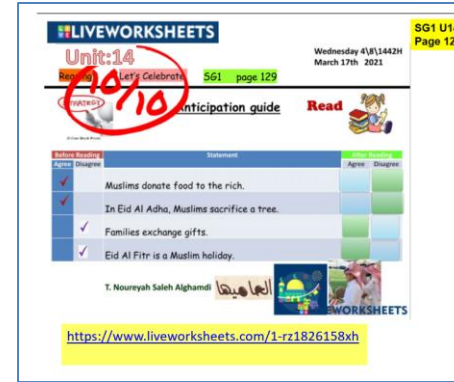 LIVEWORKSHEETS
SG1 U14
Page 12
Unit:14
Wednesday 4\8\1442H
March 17th 2021
Reading
Let's Celebrate
SG1 page 129
10/10
STRATEGY
Anticipation guide
Read
Before Reading
Statement
After Reading
Agree Disagree
Agree Disagree
Muslims donate food to the rich.
In Eid Al Adha, Muslims sacrifice a tree.
Families exchange gifts.
Eid Al Fitr is a Muslim holiday.
T. Noureyah Saleh Alghamdi
WORKSHEETS
https://www.liveworksheets.com/1-rz1826158xh